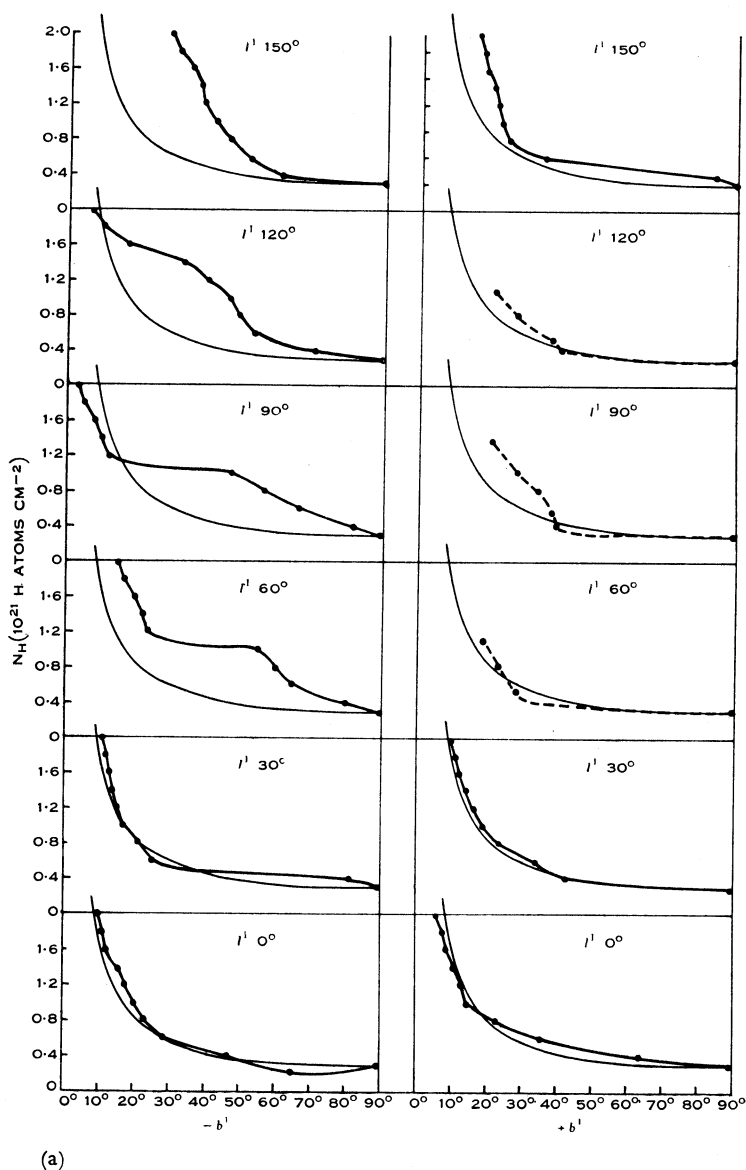 2·0
1·6
1·2
0·8
0·4
0
l¹ 150°
l¹ 150°
1·6
1·2
0·8
0·4
0
l¹ 120°
l¹ 120°
1·6
1·2
0·8
0·4
0
l¹ 90°
l¹ 90°
N_H(10²¹ H ATOMS CM⁻²)
1·6
1·2
0·8
0·4
0
l¹ 60°
l¹ 60°
1·6
1·2
0·8
0·4
0
l¹ 30°
l¹ 30°
1·6
1·2
0·8
0·4
0
l¹ 0°
l¹ 0°
0° 10° 20° 30° 40° 50° 60° 70° 80° 90°
0° 10° 20° 30° 40° 50° 60° 70° 80° 90°
− b¹
+ b¹
(a)